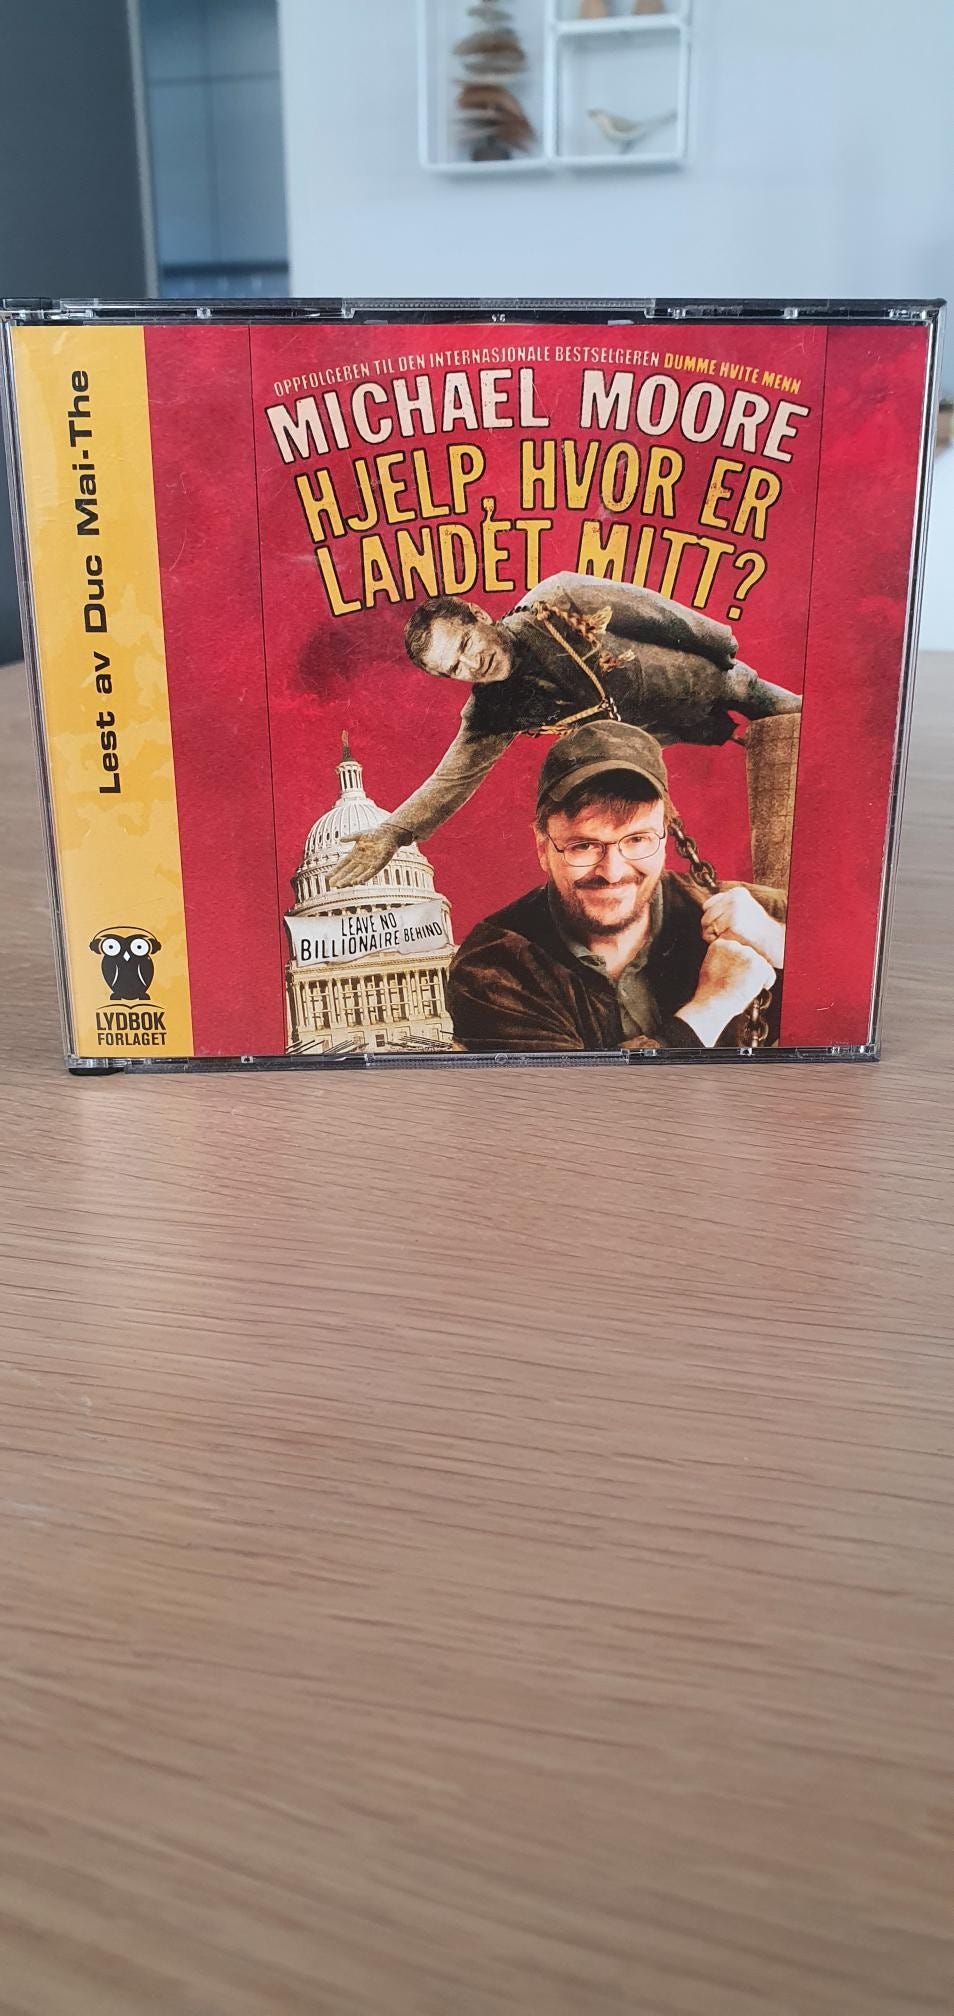 OPPFØLGEREN TIL DEN INTERNASJONALE BESTSELGEREN DUMME HVITE MENN
MICHAEL MOORE
HJELP, HVOR ER
LANDET MITT?
LEAVE NO
BILLIONAIRE BEHIND
Lest av Duc Mai-The
LYDBOK
FORLAGET